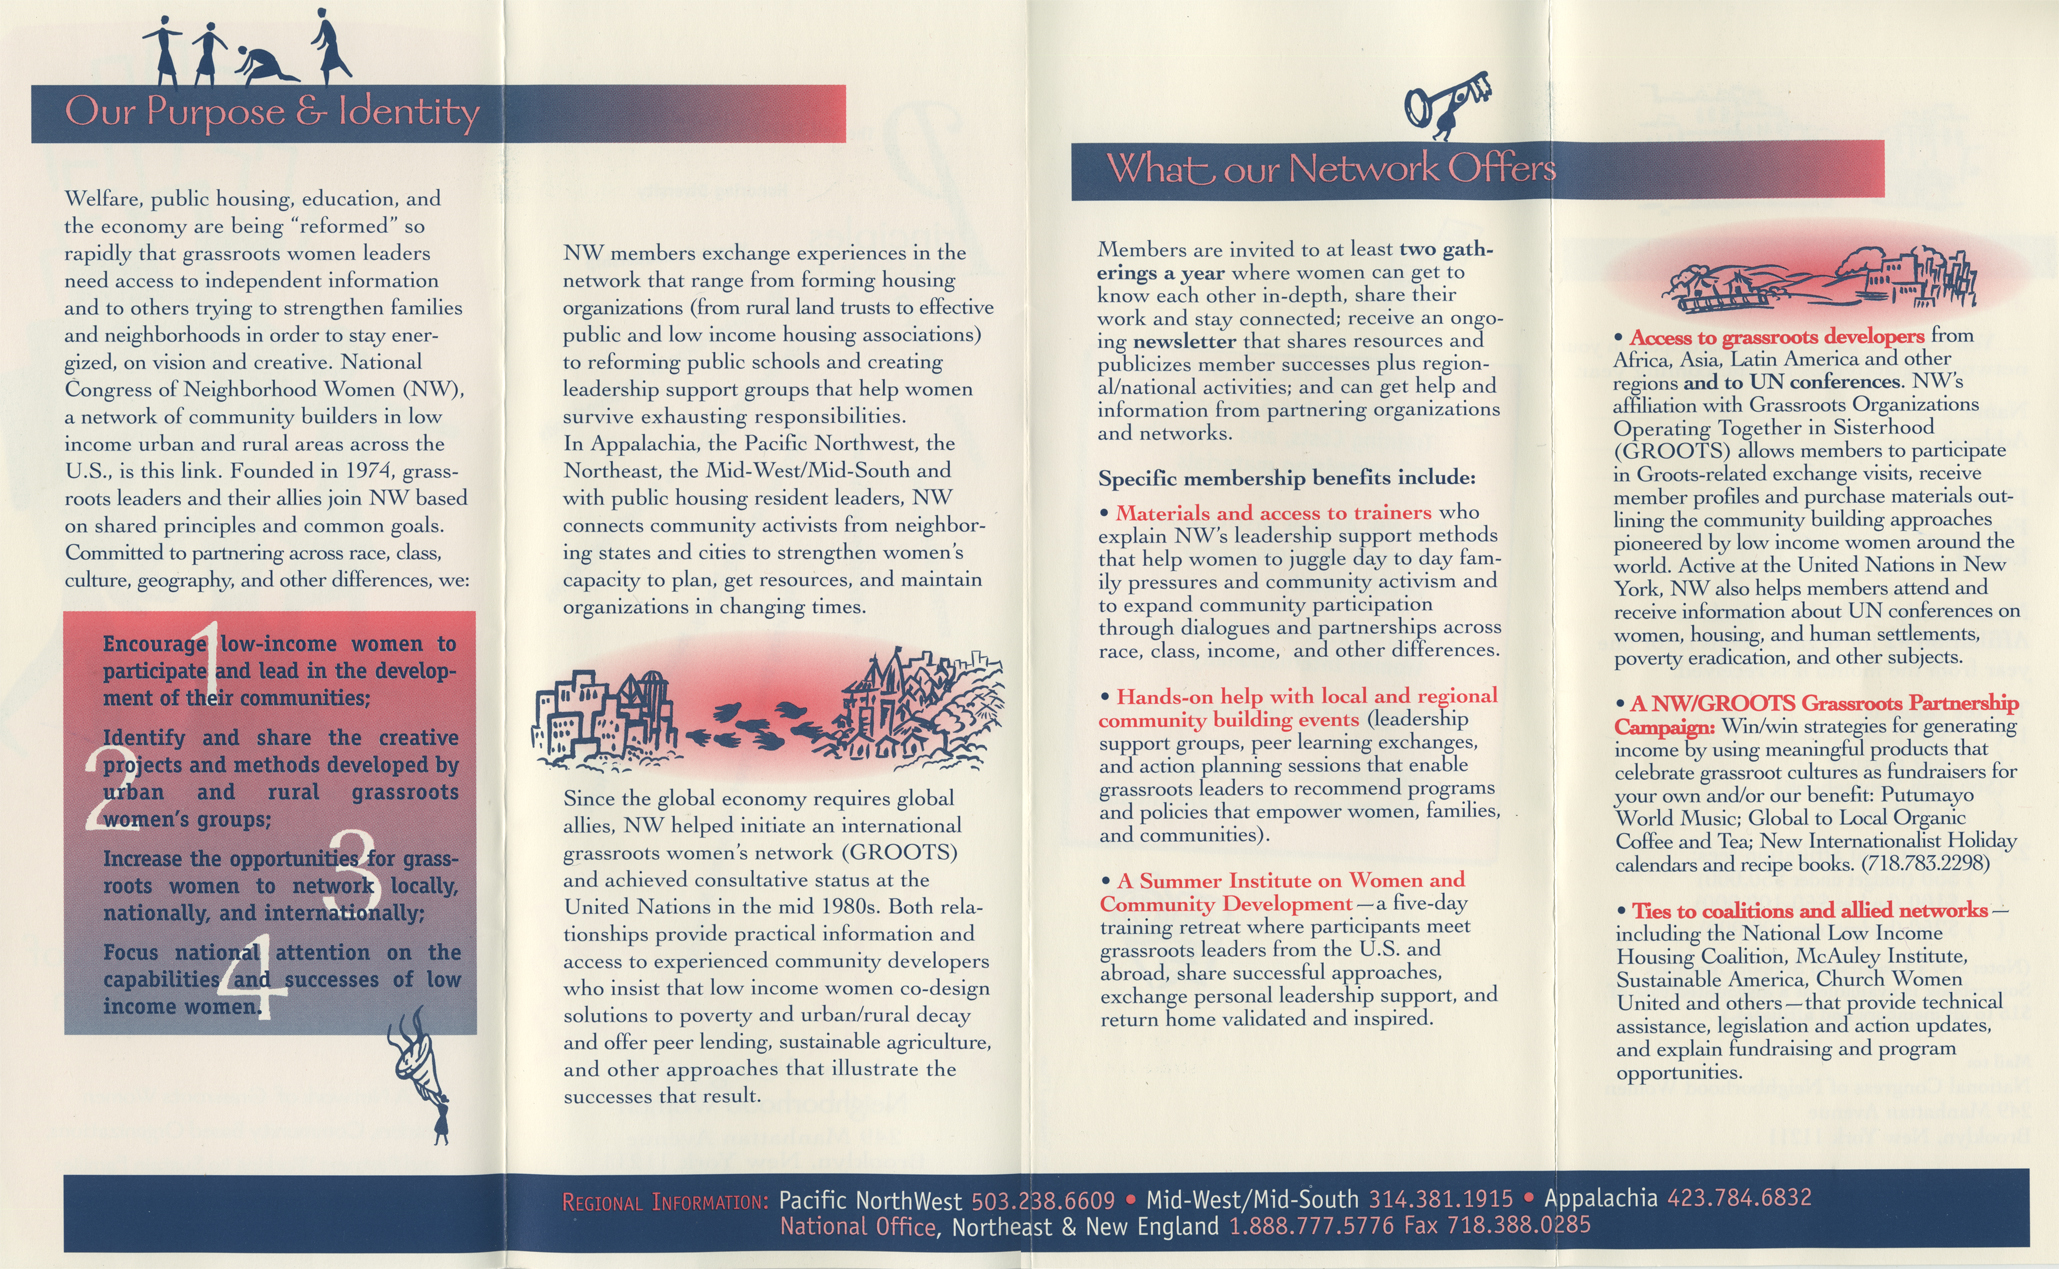 Our Purpose & Identity
Welfare, public housing, education, and
the economy are being “reformed” so
rapidly that grassroots women leaders
need access to independent information
and to others trying to strengthen families
and neighborhoods in order to stay ener-
gized, on vision and creative. National
Congress of Neighborhood Women (NW),
a network of community builders in low
income urban and rural areas across the
U.S., is this link. Founded in 1974, grass-
roots leaders and their allies join NW based
on shared principles and common goals.
Committed to partnering across race, class,
culture, geography, and other differences, we:
1
Encourage low-income women to
participate and lead in the develop-
ment of their communities;
2
Identify and share the creative
projects and methods developed by
urban and rural grassroots
women's groups;
3
Increase the opportunities for grass-
roots women to network locally,
nationally, and internationally;
4
Focus national attention on the
capabilities and successes of low
income women.
NW members exchange experiences in the
network that range from forming housing
organizations (from rural land trusts to effective
public and low income housing associations)
to reforming public schools and creating
leadership support groups that help women
survive exhausting responsibilities.
In Appalachia, the Pacific Northwest, the
Northeast, the Mid-West/Mid-South and
with public housing resident leaders, NW
connects community activists from neighbor-
ing states and cities to strengthen women's
capacity to plan, get resources, and maintain
organizations in changing times.
Since the global economy requires global
allies, NW helped initiate an international
grassroots women's network (GROOTS)
and achieved consultative status at the
United Nations in the mid 1980s. Both rela-
tionships provide practical information and
access to experienced community developers
who insist that low income women co-design
solutions to poverty and urban/rural decay
and offer peer lending, sustainable agriculture,
and other approaches that illustrate the
successes that result.
What our Network Offers
Members are invited to at least two gath-
erings a year where women can get to
know each other in-depth, share their
work and stay connected; receive an ongo-
ing newsletter that shares resources and
publicizes member successes plus region-
al/national activities; and can get help and
information from partnering organizations
and networks.
Specific membership benefits include:
• Materials and access to trainers who
explain NW's leadership support methods
that help women to juggle day to day fam-
ily pressures and community activism and
to expand community participation
through dialogues and partnerships across
race, class, income, and other differences.
• Hands-on help with local and regional
community building events (leadership
support groups, peer learning exchanges,
and action planning sessions that enable
grassroots leaders to recommend programs
and policies that empower women, families,
and communities).
• A Summer Institute on Women and
Community Development—a five-day
training retreat where participants meet
grassroots leaders from the U.S. and
abroad, share successful approaches,
exchange personal leadership support, and
return home validated and inspired.
• Access to grassroots developers from
Africa, Asia, Latin America and other
regions and to UN conferences. NW's
affiliation with Grassroots Organizations
Operating Together in Sisterhood
(GROOTS) allows members to participate
in Groots-related exchange visits, receive
member profiles and purchase materials out-
lining the community building approaches
pioneered by low income women around the
world. Active at the United Nations in New
York, NW also helps members attend and
receive information about UN conferences on
women, housing, and human settlements,
poverty eradication, and other subjects.
• A NW/GROOTS Grassroots Partnership
Campaign: Win/win strategies for generating
income by using meaningful products that
celebrate grassroot cultures as fundraisers for
your own and/or our benefit: Putumayo
World Music; Global to Local Organic
Coffee and Tea; New Internationalist Holiday
calendars and recipe books. (718.783.2298)
• Ties to coalitions and allied networks—
including the National Low Income
Housing Coalition, McAuley Institute,
Sustainable America, Church Women
United and others—that provide technical
assistance, legislation and action updates,
and explain fundraising and program
opportunities.
Regional Information: Pacific NorthWest 503.238.6609 • Mid-West/Mid-South 314.381.1915 • Appalachia 423.784.6832
National Office, Northeast & New England 1.888.777.5776 Fax 718.388.0285